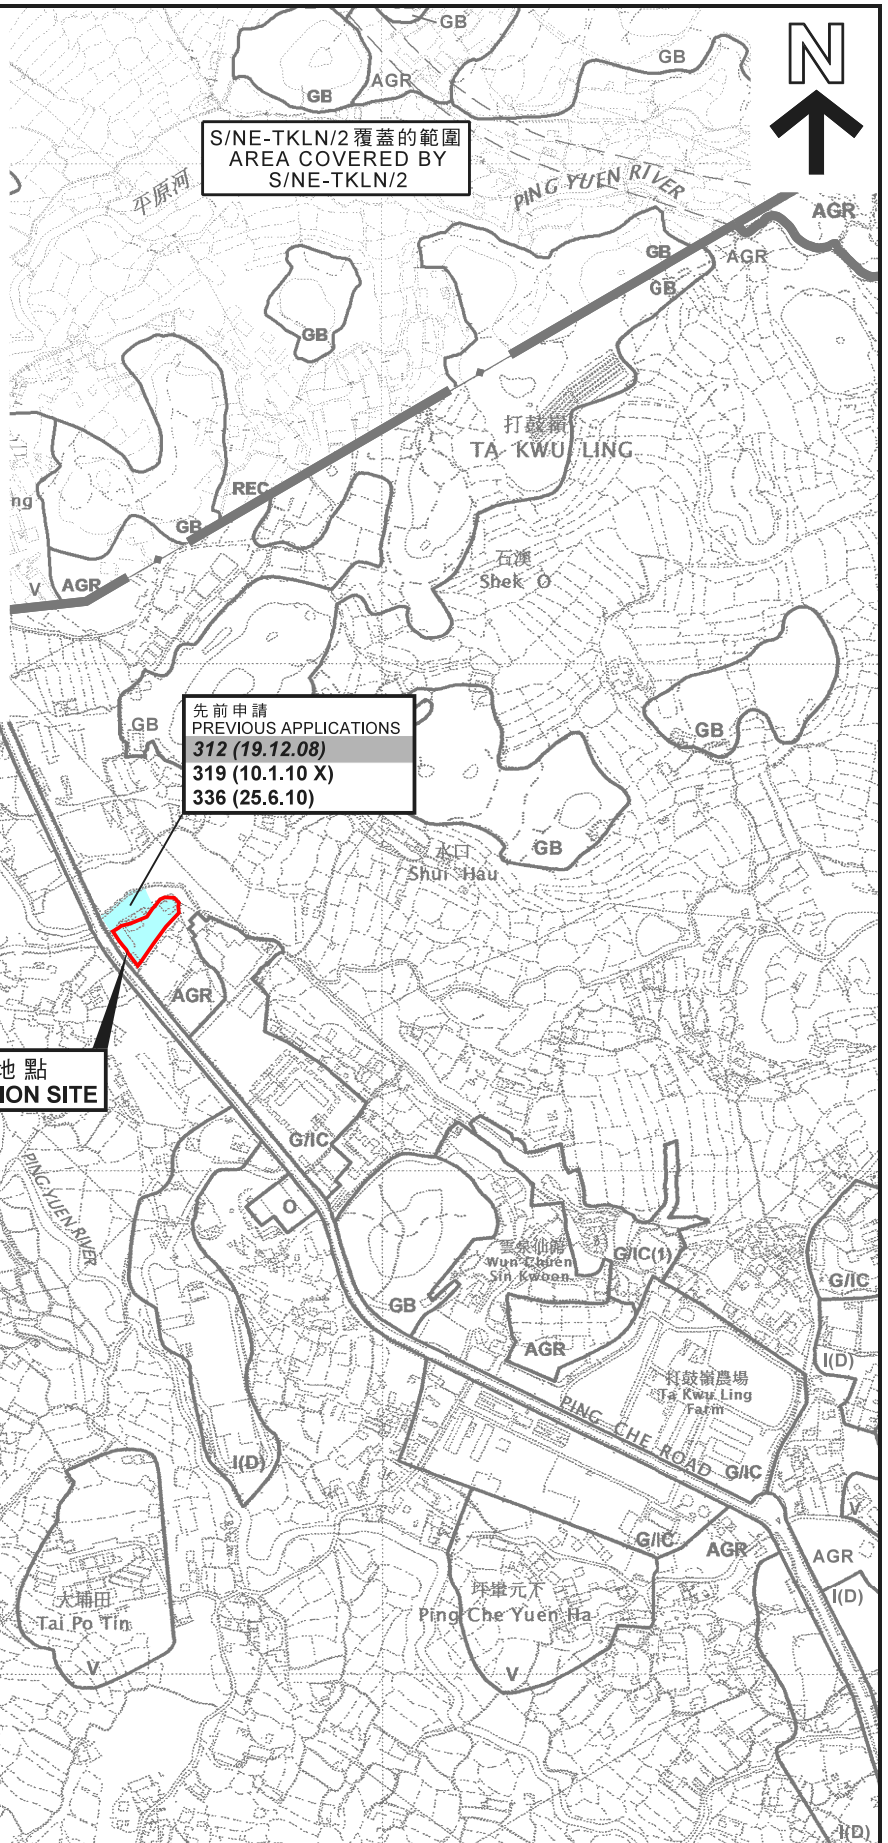 GB
GB
AGR
GB
N
S/NE-TKLN/2 覆蓋的範圍
AREA COVERED BY
S/NE-TKLN/2
平原河
PING YUEN RIVER
AGR
GB
AGR
GB
GB
打鼓嶺
TA KWU LING
REC
ng
GB
石澳
Shek O
V
AGR
GB
先前申請
PREVIOUS APPLICATIONS
312 (19.12.08)
319 (10.1.10 X)
336 (25.6.10)
GB
GB
水口
Shui Hau
AGR
地點
ION SITE
G/IC
PING YUEN RIVER
O
雲泉仙館
Wun Chuen
Sin Kwoon
G/IC(1)
G/IC
GB
AGR
I(D)
打鼓嶺農場
Ta Kwu Ling
Farm
PING CHE ROAD
I(D)
G/IC
V
G/IC
AGR
AGR
大埔田
Tai Po Tin
坪輋元下
Ping Che Yuen Ha
I(D)
V
V
I(D)